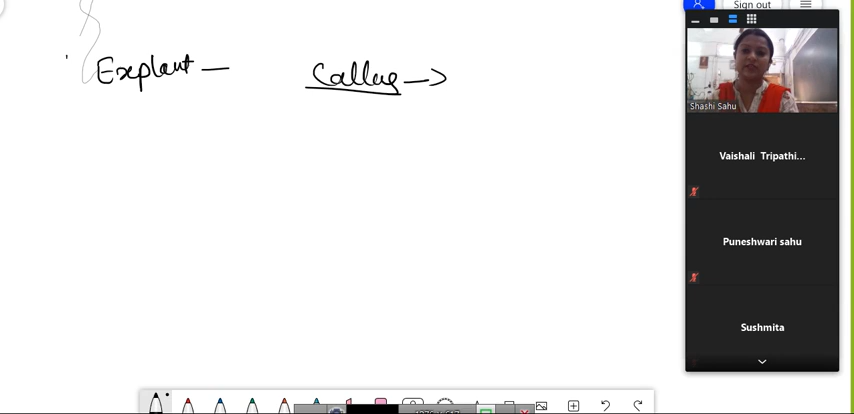 Sign out
Explant — Callus →
Shashi Sahu
Vaishali Tripathi...
Puneshwari sahu
Sushmita